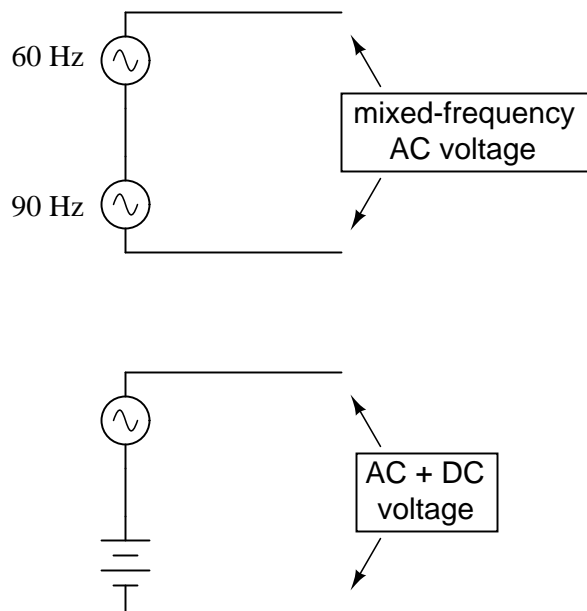 60 Hz
mixed-frequency
AC voltage
90 Hz
AC + DC
voltage